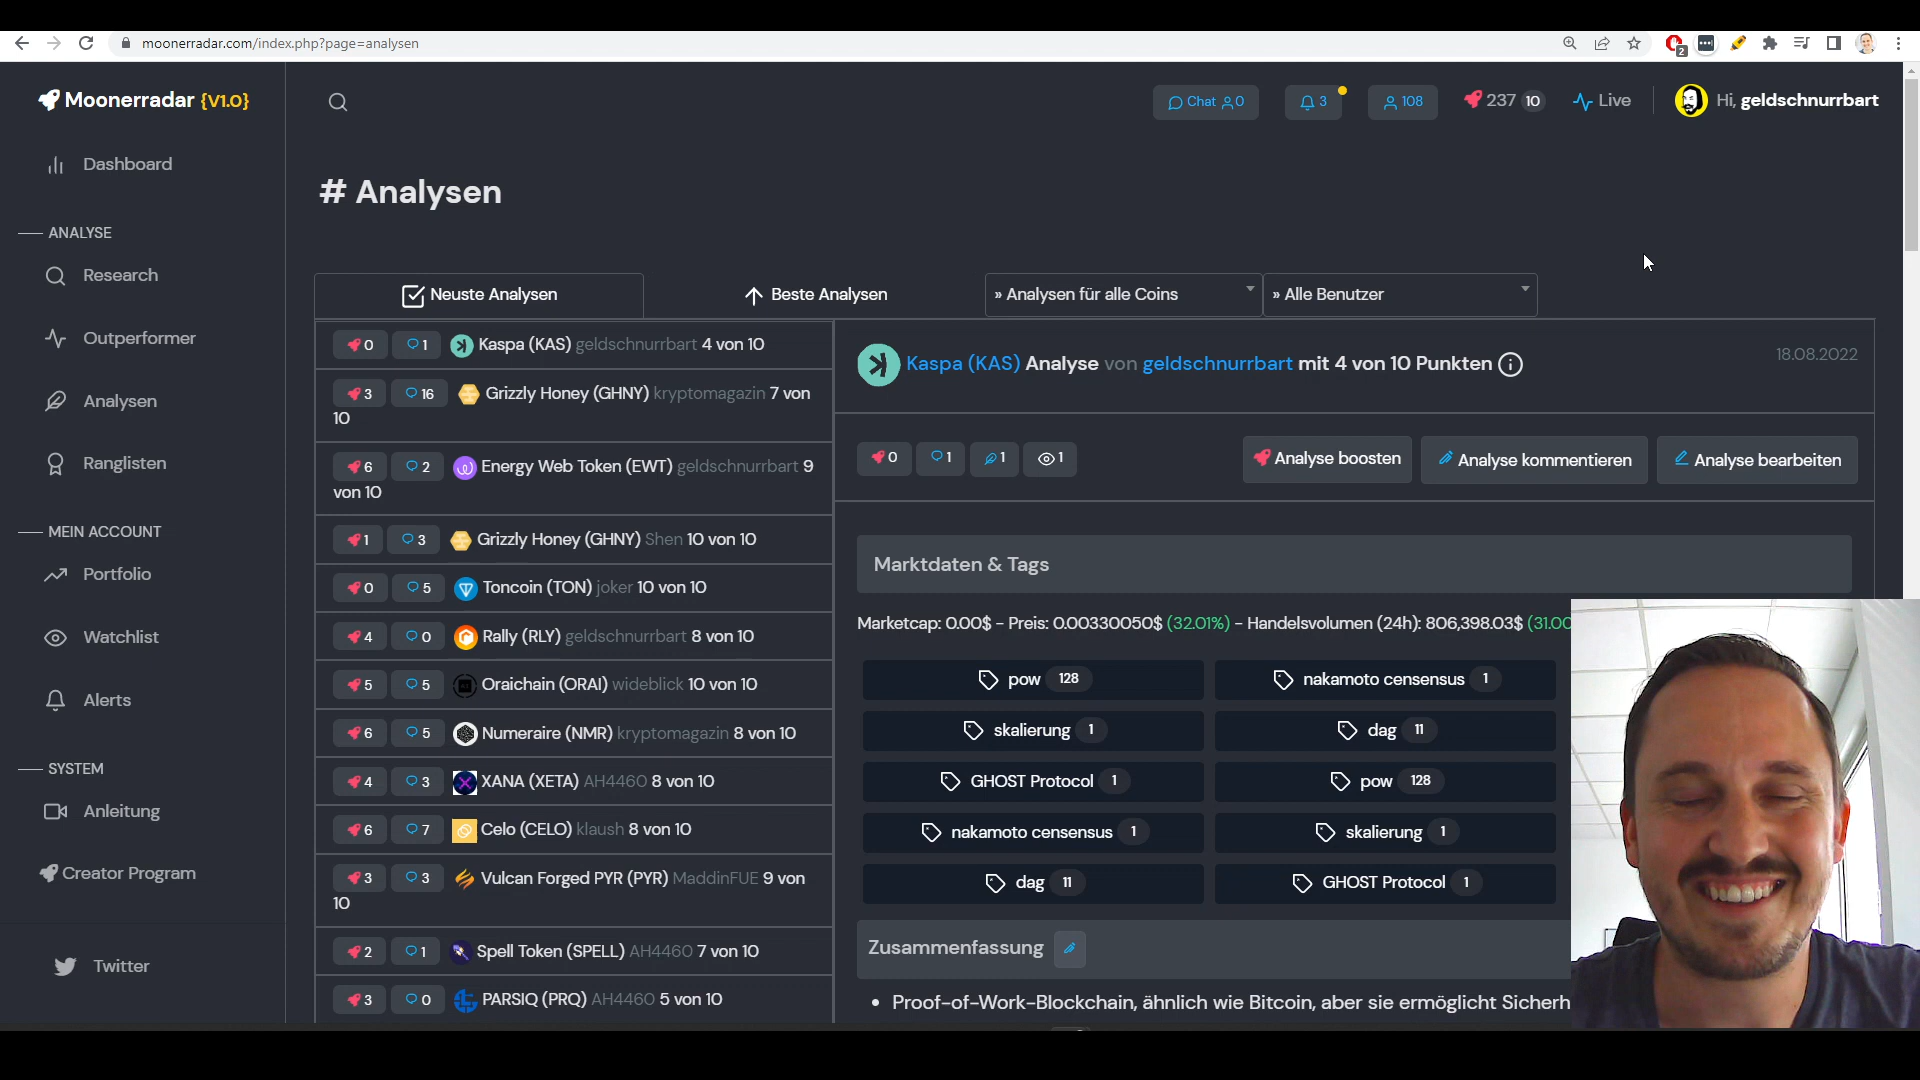 moonerradar.com/index.php?page=analysen
2
Moonerradar {V1.0}
Chat 0
3
108
237 10
Live
Hi, geldschnurrbart
Dashboard
ANALYSE
Research
Outperformer
Analysen
Ranglisten
MEIN ACCOUNT
Portfolio
Watchlist
Alerts
SYSTEM
Anleitung
Creator Program
Twitter
# Analysen
Neuste Analysen
Beste Analysen
» Analysen für alle Coins
» Alle Benutzer
0 1 Kaspa (KAS) geldschnurrbart 4 von 10
3 16 Grizzly Honey (GHNY) kryptomagazin 7 von
10
6 2 Energy Web Token (EWT) geldschnurrbart 9
von 10
1 3 Grizzly Honey (GHNY) Shen 10 von 10
0 5 Toncoin (TON) joker 10 von 10
4 0 Rally (RLY) geldschnurrbart 8 von 10
5 5 Oraichain (ORAI) wideblick 10 von 10
6 5 Numeraire (NMR) kryptomagazin 8 von 10
4 3 XANA (XETA) AH4460 8 von 10
6 7 Celo (CELO) klaush 8 von 10
3 3 Vulcan Forged PYR (PYR) MaddinFUE 9 von
10
2 1 Spell Token (SPELL) AH4460 7 von 10
3 0 PARSIQ (PRQ) AH4460 5 von 10
Kaspa (KAS) Analyse von geldschnurrbart mit 4 von 10 Punkten
18.08.2022
0 1 1 1
Analyse boosten
Analyse kommentieren
Analyse bearbeiten
Marktdaten & Tags
Marketcap: 0.00$ - Preis: 0.00330050$ (32.01%) - Handelsvolumen (24h): 806,398.03$ (31.00
pow 128
nakamoto censensus 1
skalierung 1
dag 11
GHOST Protocol 1
pow 128
nakamoto censensus 1
skalierung 1
dag 11
GHOST Protocol 1
Zusammenfassung
• Proof-of-Work-Blockchain, ähnlich wie Bitcoin, aber sie ermöglicht Sicherh